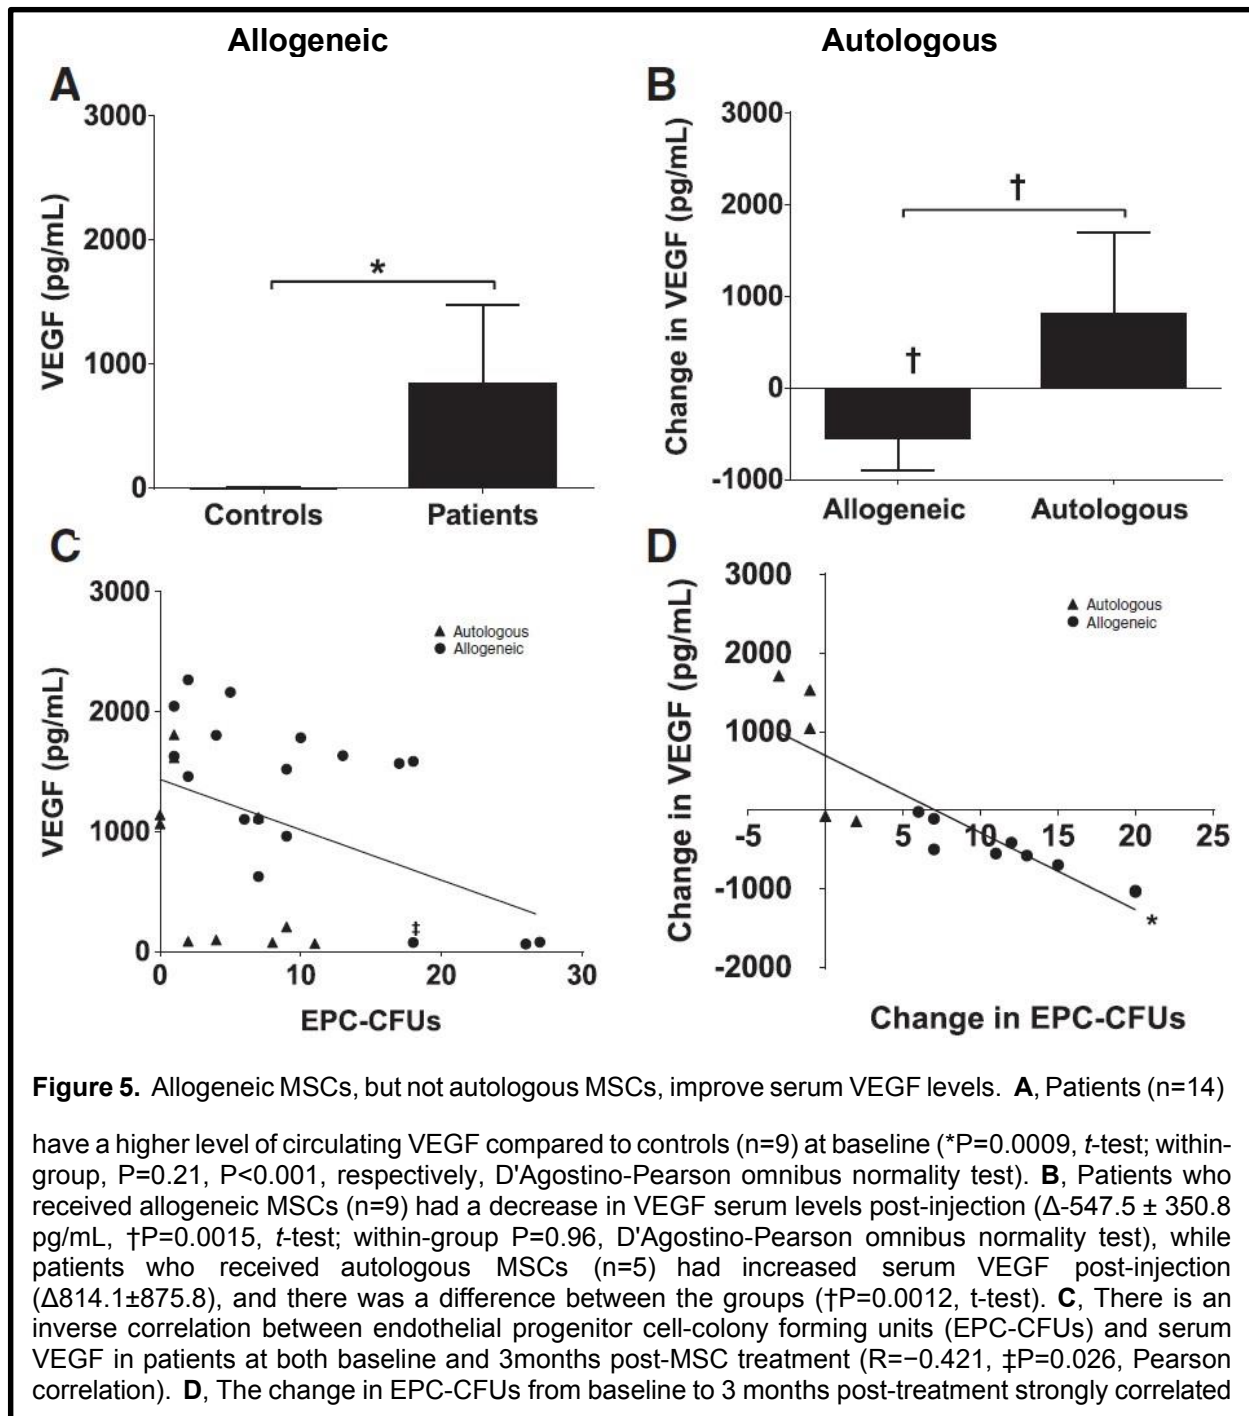 Allogeneic
Autologous
A
3000
2000
1000
0
VEGF (pg/mL)
*
Controls
Patients
B
3000
2000
1000
0
-1000
Change in VEGF (pg/mL)
†
†
Allogeneic
Autologous
C
3000
2000
1000
0
VEGF (pg/mL)
▲ Autologous
● Allogeneic
‡
0 10 20 30
EPC-CFUs
D
3000
2000
1000
-1000
-2000
Change in VEGF (pg/mL)
▲ Autologous
● Allogeneic
-5 5 10 15 20 25
*
Change in EPC-CFUs
Figure 5. Allogeneic MSCs, but not autologous MSCs, improve serum VEGF levels. A, Patients (n=14)
have a higher level of circulating VEGF compared to controls (n=9) at baseline (*P=0.0009, t-test; within-
group, P=0.21, P<0.001, respectively, D'Agostino-Pearson omnibus normality test). B, Patients who
received allogeneic MSCs (n=9) had a decrease in VEGF serum levels post-injection (Δ-547.5 ± 350.8
pg/mL, †P=0.0015, t-test; within-group P=0.96, D'Agostino-Pearson omnibus normality test), while
patients who received autologous MSCs (n=5) had increased serum VEGF post-injection
(Δ814.1±875.8), and there was a difference between the groups (†P=0.0012, t-test). C, There is an
inverse correlation between endothelial progenitor cell-colony forming units (EPC-CFUs) and serum
VEGF in patients at both baseline and 3months post-MSC treatment (R=−0.421, ‡P=0.026, Pearson
correlation). D, The change in EPC-CFUs from baseline to 3 months post-treatment strongly correlated